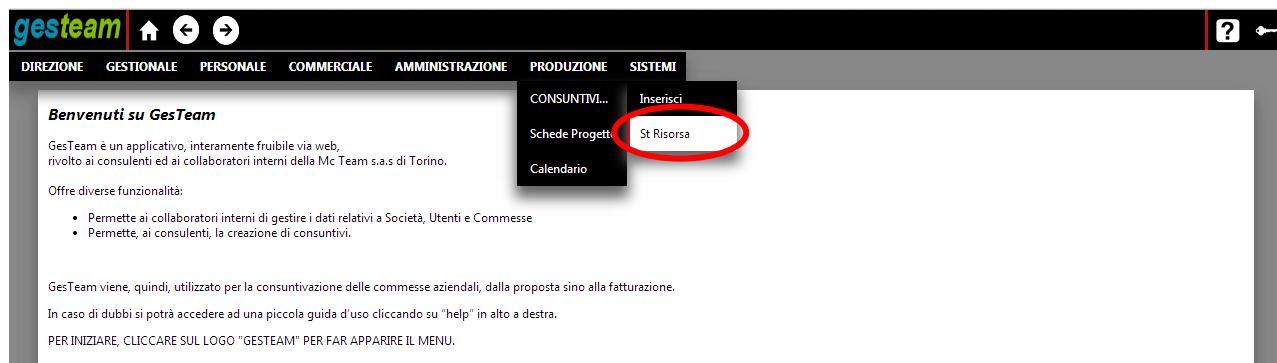 gesteam
?
DIREZIONE GESTIONALE PERSONALE COMMERCIALE AMMINISTRAZIONE PRODUZIONE SISTEMI
CONSUNTIVI... Inserisci
Schede Progetto St Risorsa
Calendario
Benvenuti su GesTeam
GesTeam è un applicativo, interamente fruibile via web,
rivolto ai consulenti ed ai collaboratori interni della Mc Team s.a.s di Torino.
Offre diverse funzionalità:
• Permette ai collaboratori interni di gestire i dati relativi a Società, Utenti e Commesse
• Permette, ai consulenti, la creazione di consuntivi.
GesTeam viene, quindi, utilizzato per la consuntivazione delle commesse aziendali, dalla proposta sino alla fatturazione.
In caso di dubbi si potrà accedere ad una piccola guida d'uso cliccando su "help" in alto a destra.
PER INIZIARE, CLICCARE SUL LOGO "GESTEAM" PER FAR APPARIRE IL MENU.